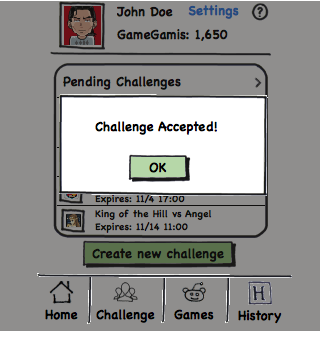 John Doe Settings ?
GameGamis: 1,650
Pending Challenges >
Challenge Accepted!
OK
Expires: 11/4 17:00
King of the Hill vs Angel
Expires: 11/14 11:00
Create new challenge
H
Home Challenge Games History